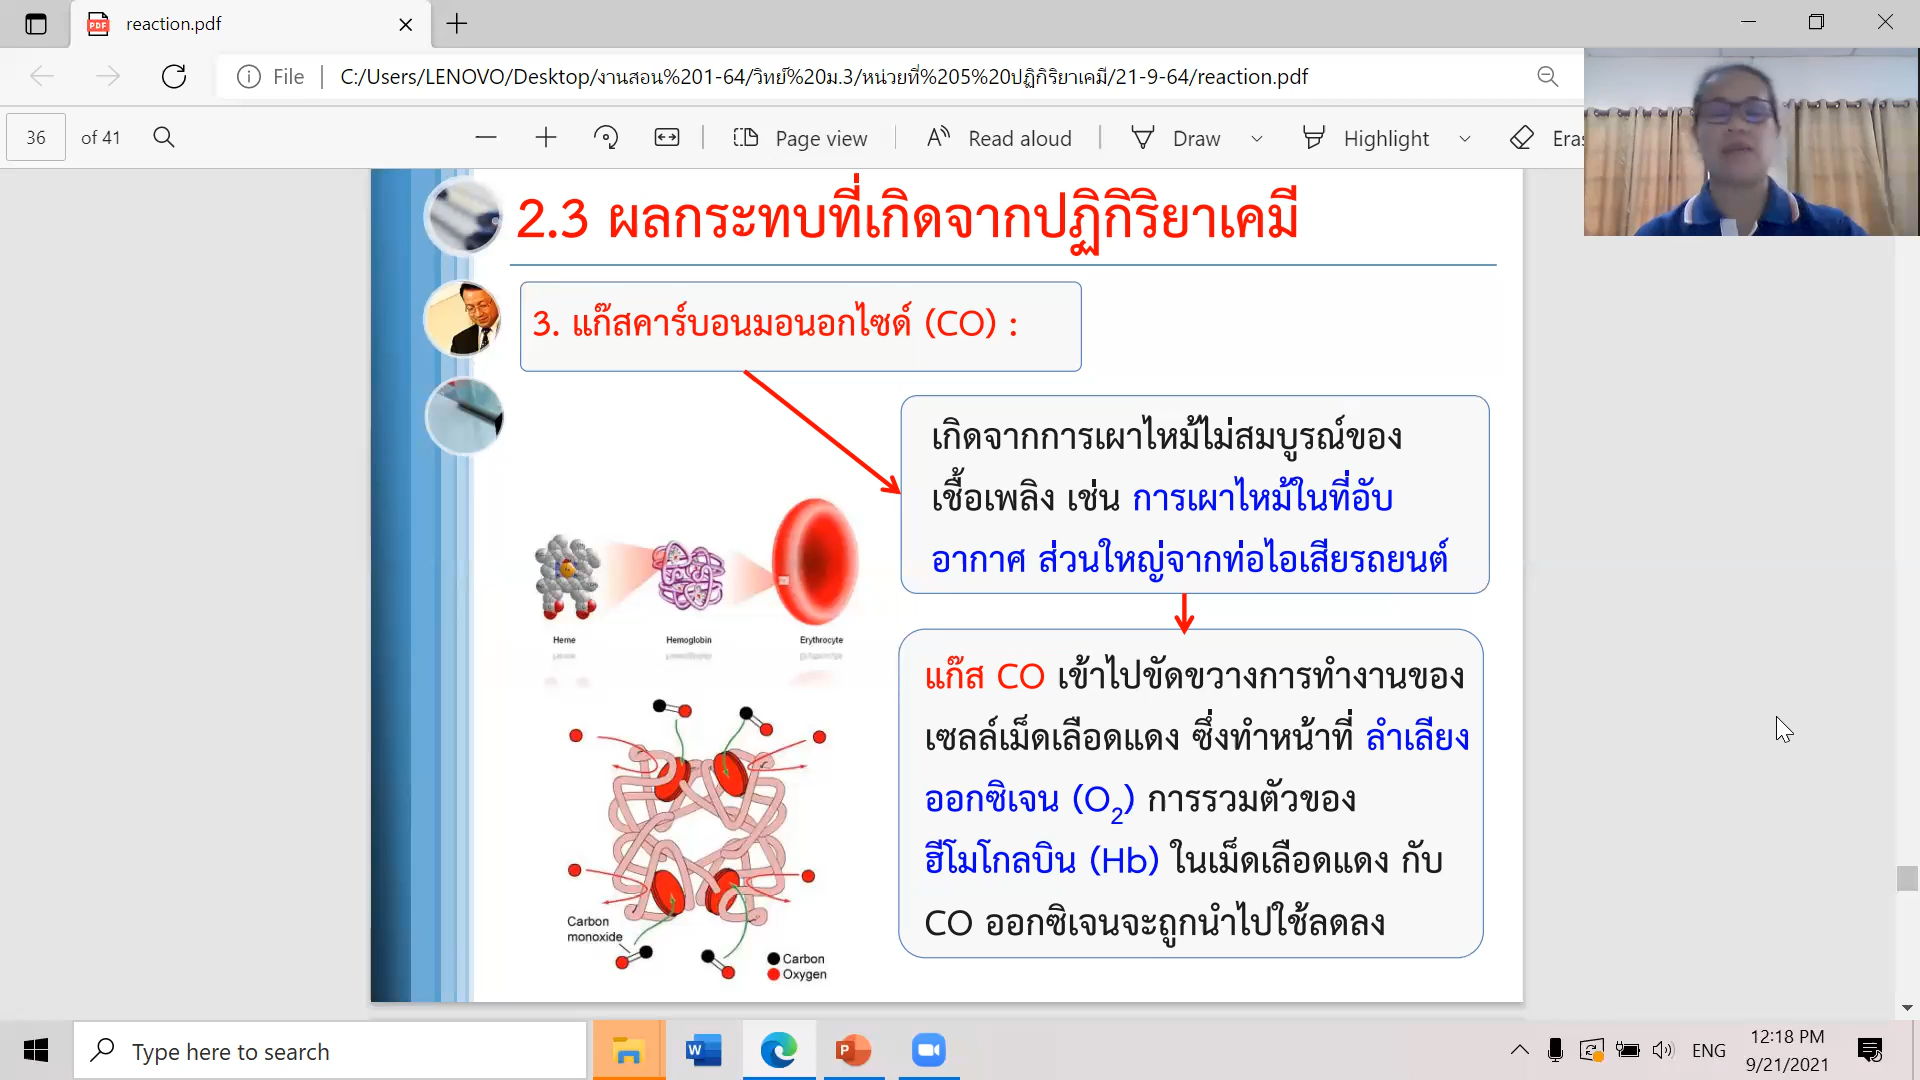 reaction.pdf
File
C:/Users/LENOVO/Desktop/งานสอน%201-64/วิทย์%20ม.3/หน่วยที่%205%20ปฏิกิริยาเคมี/21-9-64/reaction.pdf
36 of 41
Page view
Read aloud
Draw
Highlight
Eras
2.3 ผลกระทบที่เกิดจากปฏิกิริยาเคมี
3. แก๊สคาร์บอนมอนอกไซด์ (CO) :
เกิดจากการเผาไหม้ไม่สมบูรณ์ของ
เชื้อเพลิง เช่น การเผาไหม้ในที่อับ
อากาศ ส่วนใหญ่จากท่อไอเสียรถยนต์
Heme
Hemoglobin
Erythrocyte
แก๊ส CO เข้าไปขัดขวางการทำงานของ
เซลล์เม็ดเลือดแดง ซึ่งทำหน้าที่ ลำเลียง
ออกซิเจน (O₂) การรวมตัวของ
ฮีโมโกลบิน (Hb) ในเม็ดเลือดแดง กับ
CO ออกซิเจนจะถูกนำไปใช้ลดลง
Carbon
monoxide
Carbon
Oxygen
Type here to search
ENG
12:18 PM
9/21/2021